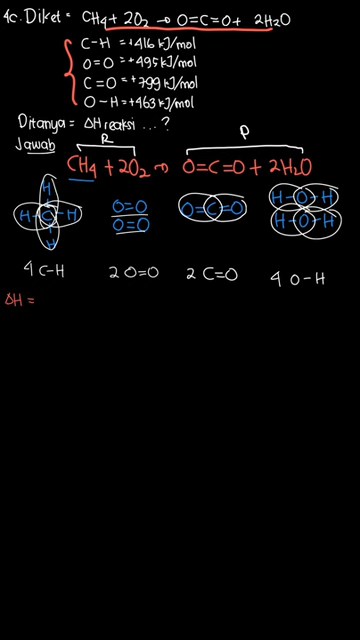 4c. Diket = CH4 + 2O2 → O=C=O + 2H2O
C-H = +416 kJ/mol
O=O = +495 kJ/mol
C=O = +799 kJ/mol
O-H = +463 kJ/mol
Ditanya = ΔH reaksi ... ?
Jawab
R P
CH4 + 2O2 → O=C=O + 2H2O
H
H-C-H
H
O=O
O=O
O=C=O
H-O-H
H-O-H
4 C-H 2 O=O 2 C=O 4 O-H
ΔH =